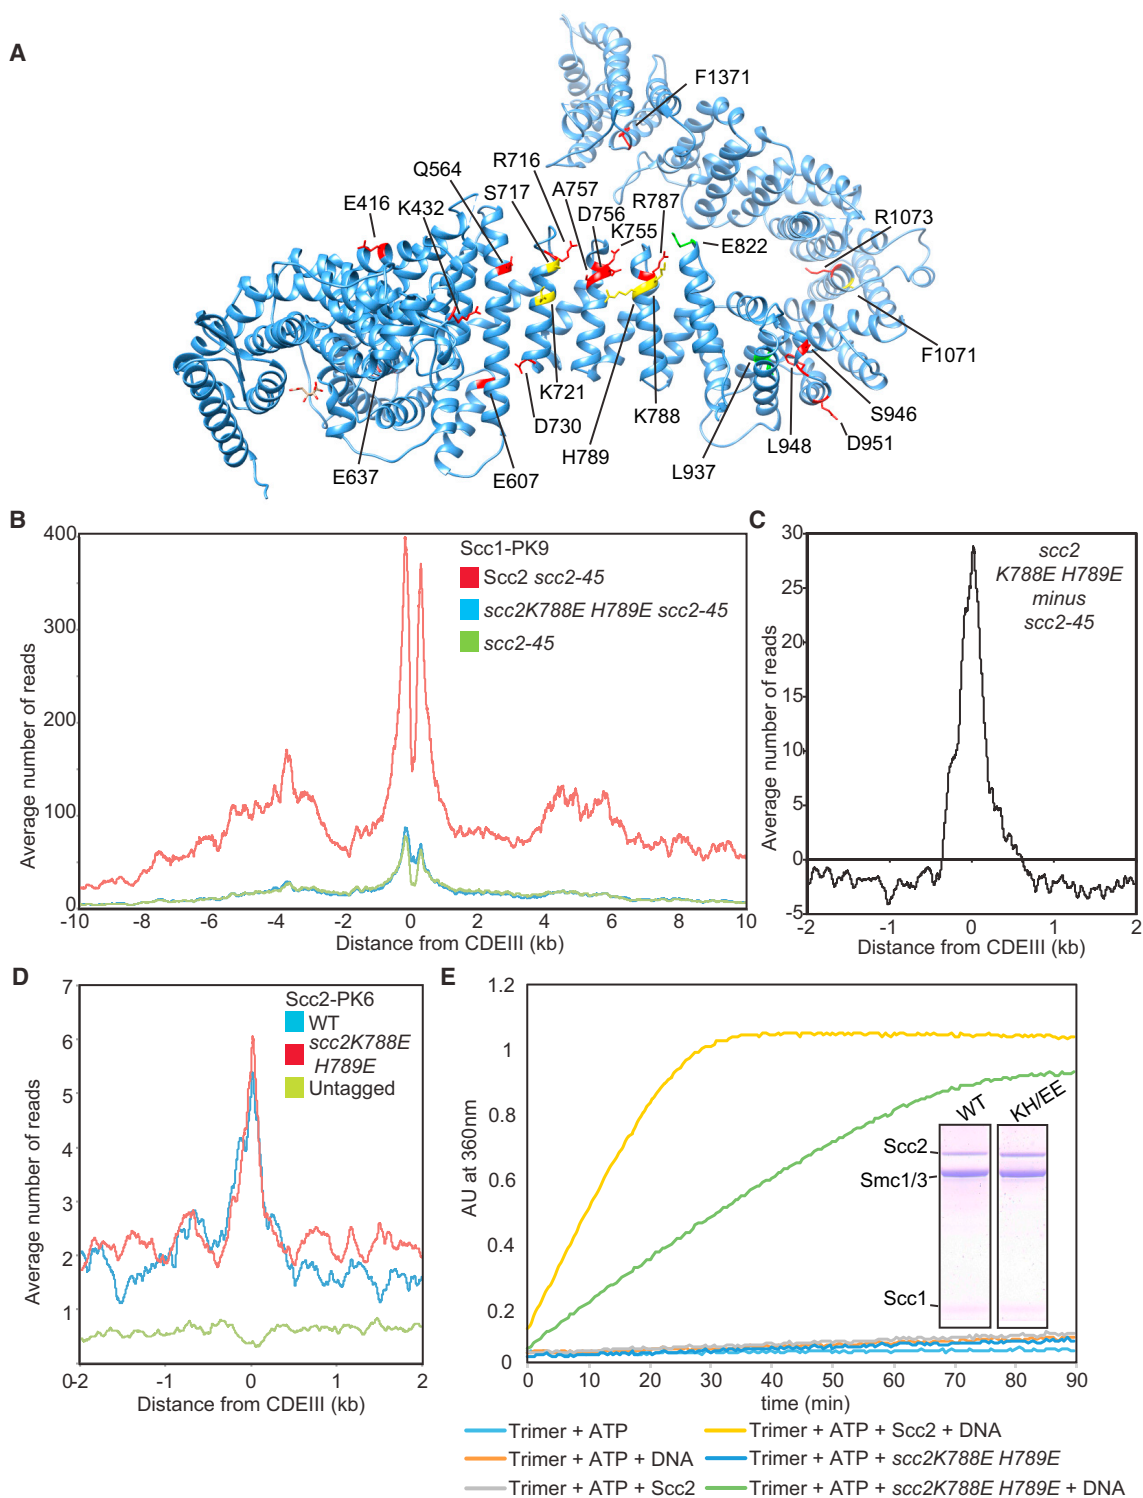 A
F1371
R716
Q564
S717
A757
R787
E416
D756
K432
K755
E822
R1073
F1071
K721
S946
K788
D730
L948
D951
H789
L937
E637
E607
B
400
300
200
100
0
Average number of reads
Scc1-PK9
Scc2 scc2-45
scc2K788E H789E scc2-45
scc2-45
-10
-8
-6
-4
-2
0
2
4
6
8
10
Distance from CDEIII (kb)
C
30
25
20
15
10
5
0
-5
Average number of reads
scc2
K788E H789E
minus
scc2-45
-2
-1
0
1
2
Distance from CDEIII (kb)
D
7
6
5
4
3
2
1
0
Average number of reads
Scc2-PK6
WT
scc2K788E
H789E
Untagged
-2
-1
0
1
2
Distance from CDEIII (kb)
E
1.2
1
0.8
0.6
0.4
0.2
0
AU at 360nm
WT
KH/EE
Scc2
Smc1/3
Scc1
0
10
20
30
40
50
60
70
80
90
time (min)
Trimer + ATP
Trimer + ATP + Scc2 + DNA
Trimer + ATP + DNA
Trimer + ATP + scc2K788E H789E
Trimer + ATP + Scc2
Trimer + ATP + scc2K788E H789E + DNA